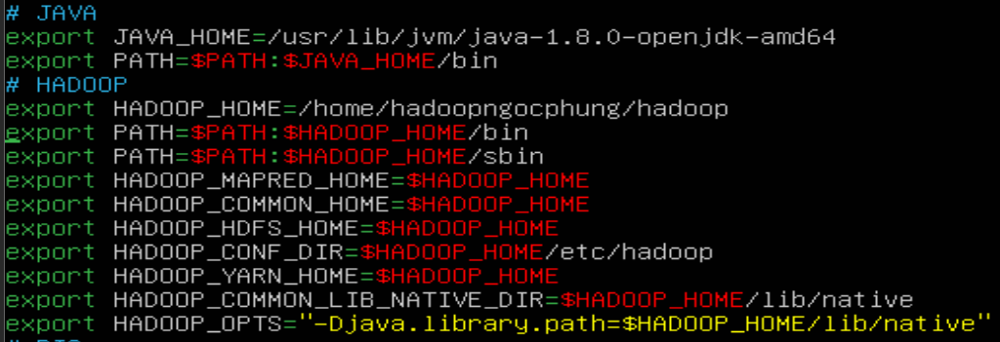 # JAVA
export JAVA_HOME=/usr/lib/jvm/java-1.8.0-openjdk-amd64
export PATH=$PATH:$JAVA_HOME/bin
# HADOOP
export HADOOP_HOME=/home/hadoopngocphung/hadoop
export PATH=$PATH:$HADOOP_HOME/bin
export PATH=$PATH:$HADOOP_HOME/sbin
export HADOOP_MAPRED_HOME=$HADOOP_HOME
export HADOOP_COMMON_HOME=$HADOOP_HOME
export HADOOP_HDFS_HOME=$HADOOP_HOME
export HADOOP_CONF_DIR=$HADOOP_HOME/etc/hadoop
export HADOOP_YARN_HOME=$HADOOP_HOME
export HADOOP_COMMON_LIB_NATIVE_DIR=$HADOOP_HOME/lib/native
export HADOOP_OPTS="-Djava.library.path=$HADOOP_HOME/lib/native"